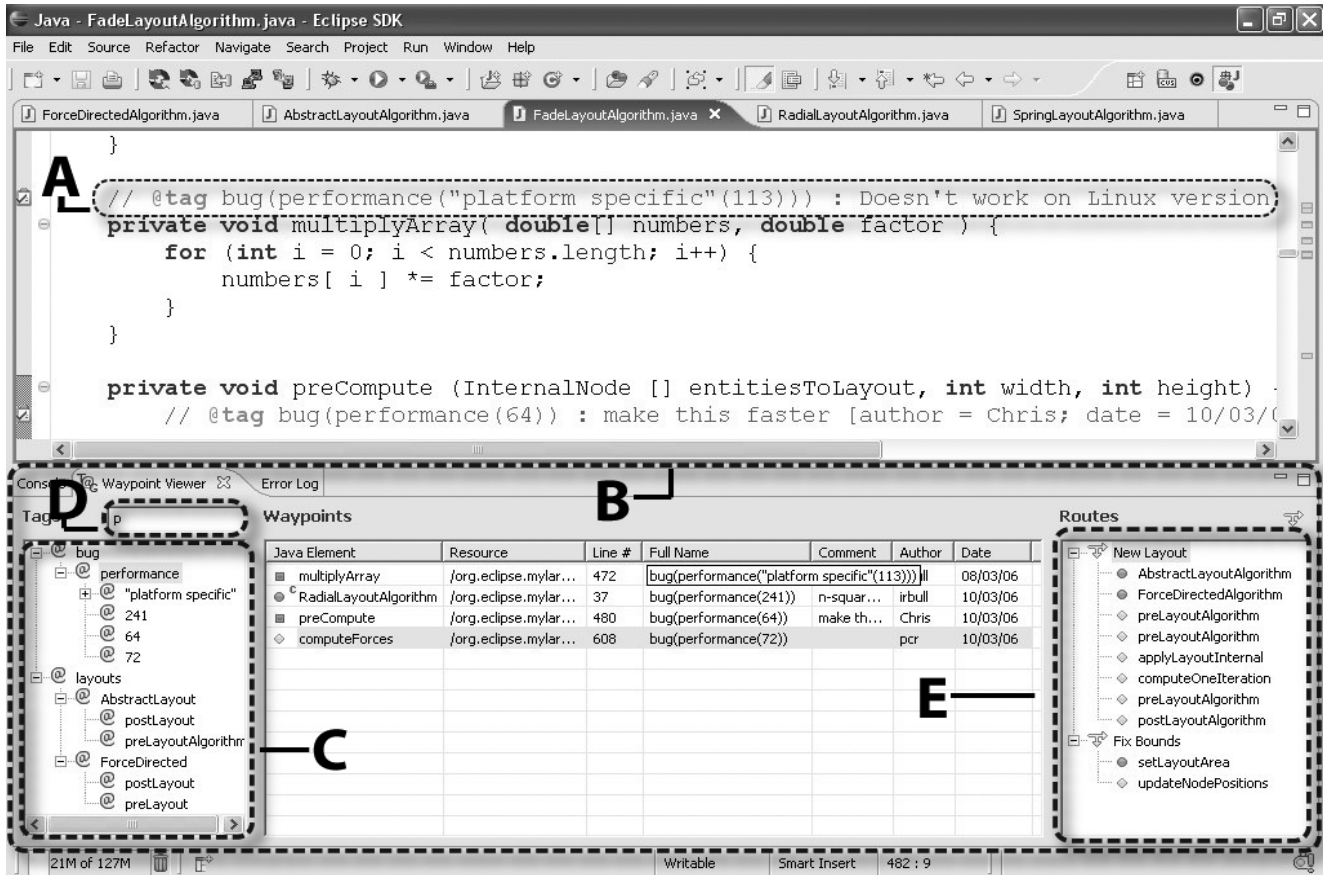 Java - FadeLayoutAlgorithm.java - Eclipse SDK
File Edit Source Refactor Navigate Search Project Run Window Help
ForceDirectedAlgorithm.java AbstractLayoutAlgorithm.java FadeLayoutAlgorithm.java RadialLayoutAlgorithm.java SpringLayoutAlgorithm.java
}
A
// @tag bug(performance("platform specific"(113))) : Doesn't work on Linux version
private void multiplyArray( double[] numbers, double factor ) {
for (int i = 0; i < numbers.length; i++) {
numbers[ i ] *= factor;
}
}
private void preCompute (InternalNode [] entitiesToLayout, int width, int height)
// @tag bug(performance(64)) : make this faster [author = Chris; date = 10/03/
B
Waypoint Viewer Error Log
D
p
Waypoints
Routes
bug
performance
"platform specific"
241
64
72
layouts
AbstractLayout
postLayout
preLayoutAlgorithm
ForceDirected
postLayout
preLayout
C
Java Element Resource Line # Full Name Comment Author Date
multiplyArray /org.eclipse.mylar... 472 bug(performance("platform specific"(113))) 08/03/06
RadialLayoutAlgorithm /org.eclipse.mylar... 37 bug(performance(241)) n-squar... irbull 10/03/06
preCompute /org.eclipse.mylar... 480 bug(performance(64)) make th... Chris 10/03/06
computeForces /org.eclipse.mylar... 608 bug(performance(72)) pcr 10/03/06
E
New Layout
AbstractLayoutAlgorithm
ForceDirectedAlgorithm
preLayoutAlgorithm
preLayoutAlgorithm
applyLayoutInternal
computeOneIteration
preLayoutAlgorithm
postLayoutAlgorithm
Fix Bounds
setLayoutArea
updateNodePositions
21M of 127M Writable Smart Insert 482 : 9